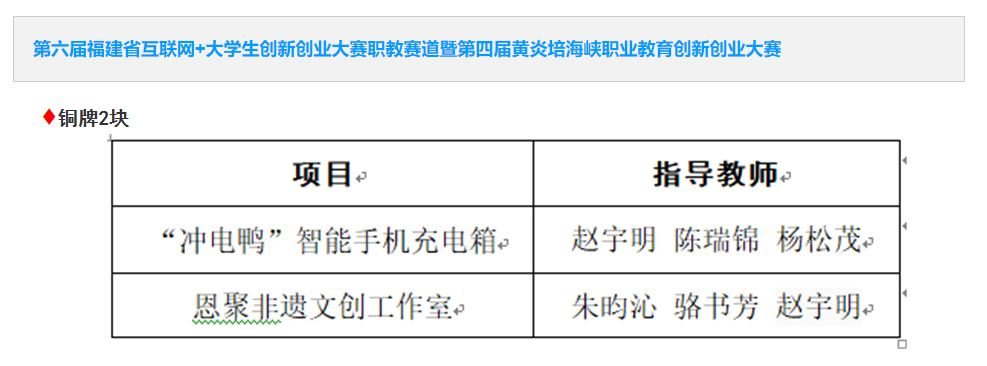 第六届福建省互联网+大学生创新创业大赛职教赛道暨第四届黄炎培海峡职业教育创新创业大赛
♦铜牌2块
项目 指导教师
“冲电鸭”智能手机充电箱 赵宇明 陈瑞锦 杨松茂
恩聚非遗文创工作室 朱昀沁 骆书芳 赵宇明